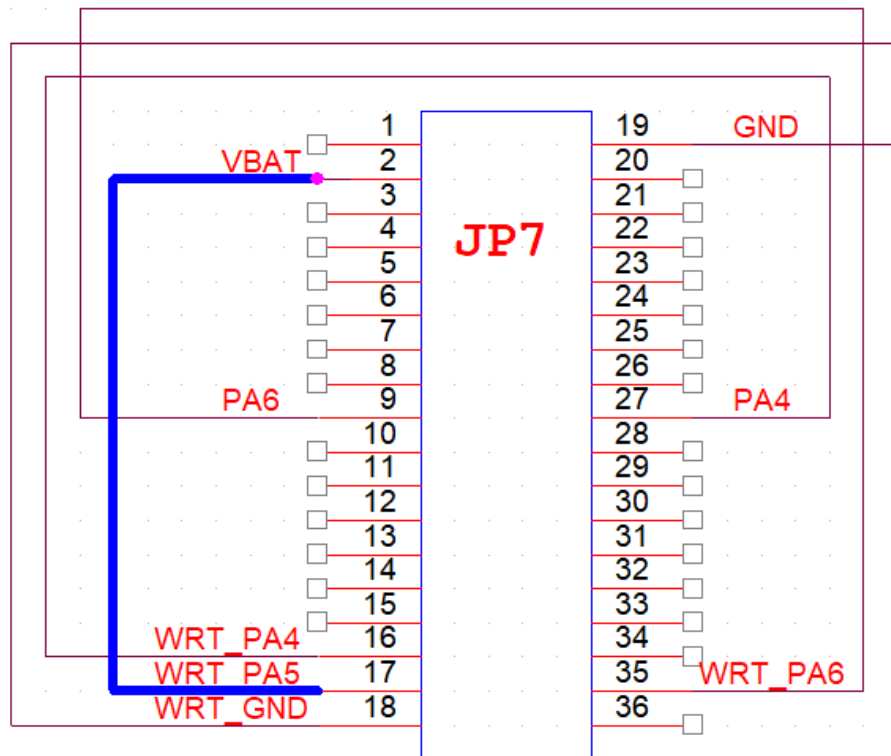 1 19 GND
VBAT 2 20
3 21
JP7
4 22
5 23
6 24
7 25
8 26
PA6 9 27 PA4
10 28
11 29
12 30
13 31
14 32
15 33
WRT_PA4 16 34
WRT_PA5 17 35 WRT_PA6
WRT_GND 18 36